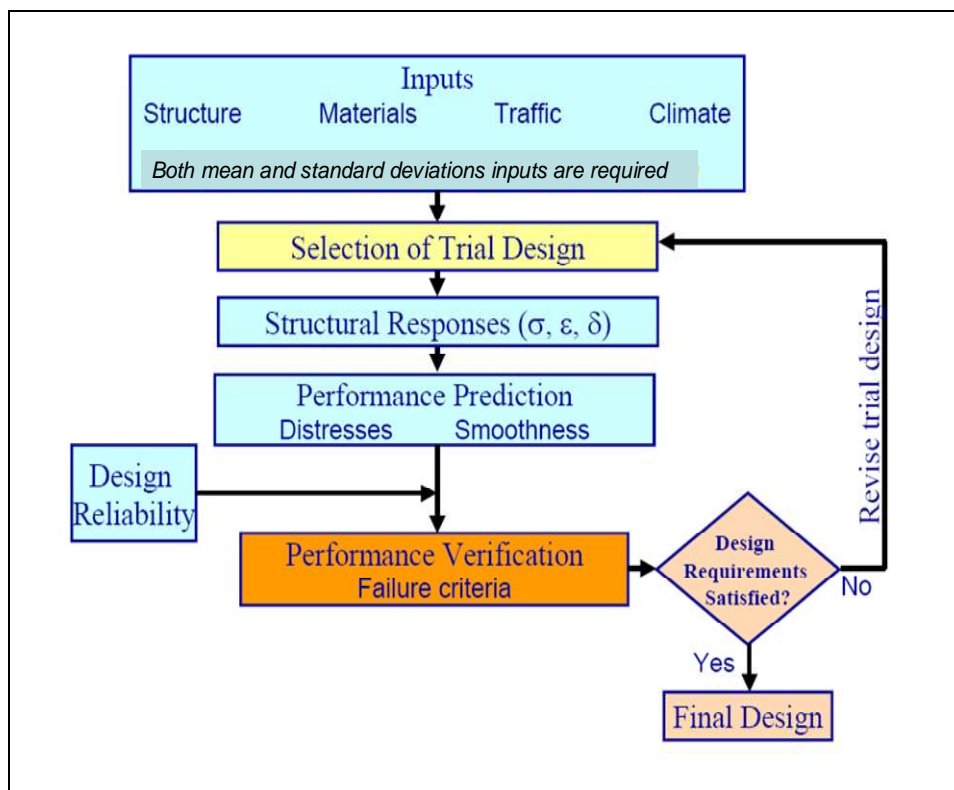 Inputs
Structure Materials Traffic Climate
Both mean and standard deviations inputs are required
Selection of Trial Design
Structural Responses (σ, ε, δ)
Performance Prediction
Distresses Smoothness
Design
Reliability
Performance Verification
Failure criteria
Design
Requirements
Satisfied?
No
Revise trial design
Yes
Final Design